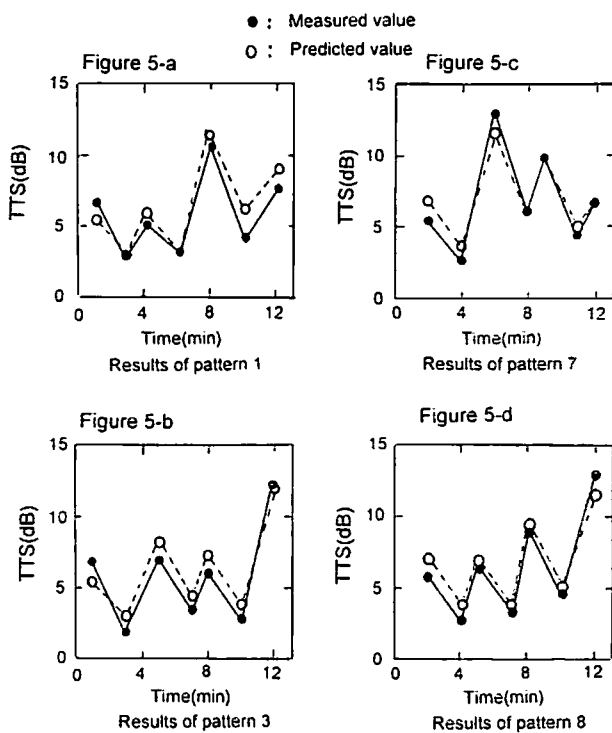 ● : Measured value
○ : Predicted value
Figure 5-a
15
10
5
0
TTS(dB)
0 4 8 12
Time(min)
Results of pattern 1
Figure 5-c
15
10
5
0
TTS(dB)
0 4 8 12
Time(min)
Results of pattern 7
Figure 5-b
15
10
5
0
TTS(dB)
0 4 8 12
Time(min)
Results of pattern 3
Figure 5-d
15
10
5
0
TTS(dB)
0 4 8 12
Time(min)
Results of pattern 8